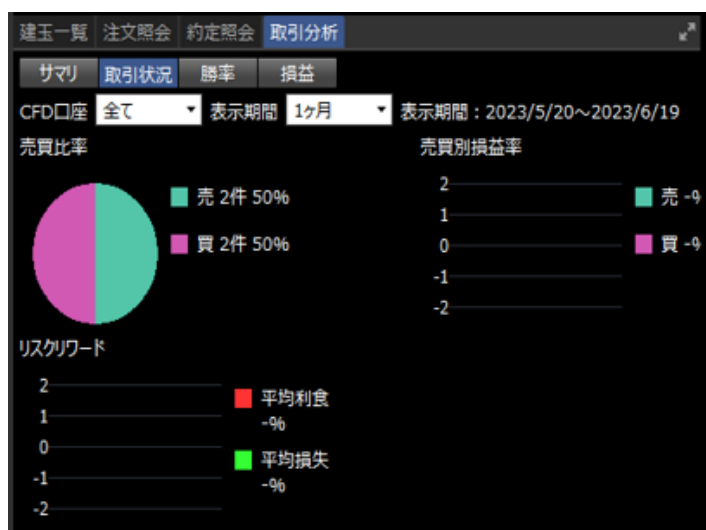 建玉一覧 注文照会 約定照会 取引分析
サマリ 取引状況 勝率 損益
CFD口座 全て 表示期間 1ヶ月 表示期間：2023/5/20～2023/6/19
売買比率
売 2件 50%
買 2件 50%
売買別損益率
2
1
0
-1
-2
売 -%
買 -%
リスクリワード
2
1
0
-1
-2
平均利食
-%
平均損失
-%